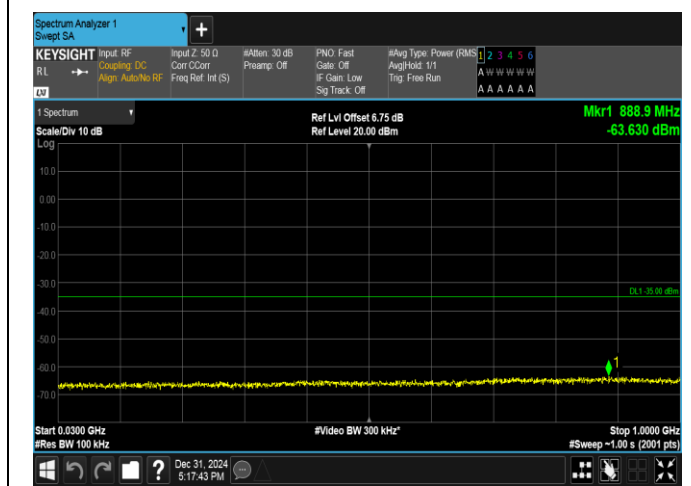 Spectrum Analyzer 1
Swept SA
+
KEYSIGHT
RL
LXI
Input: RF
Coupling: DC
Align: Auto/No RF
Input Z: 50 Ω
Corr CCorr
Freq Ref: Int (S)
#Atten: 30 dB
Preamp: Off
PNO: Fast
Gate: Off
IF Gain: Low
Sig Track: Off
#Avg Type: Power (RMS
Avg|Hold: 1/1
Trig: Free Run
1 2 3 4 5 6
A W W W W W
A A A A A A
1 Spectrum
Scale/Div 10 dB
Log
Ref Lvl Offset 6.75 dB
Ref Level 20.00 dBm
Mkr1 888.9 MHz
-63.630 dBm
10.0
0.00
-10.0
-20.0
-30.0
DL1 -35.00 dBm
-40.0
-50.0
1
-60.0
-70.0
Start 0.0300 GHz
#Res BW 100 kHz
#Video BW 300 kHz*
Stop 1.0000 GHz
#Sweep ~1.00 s (2001 pts)
?
Dec 31, 2024
5:17:43 PM